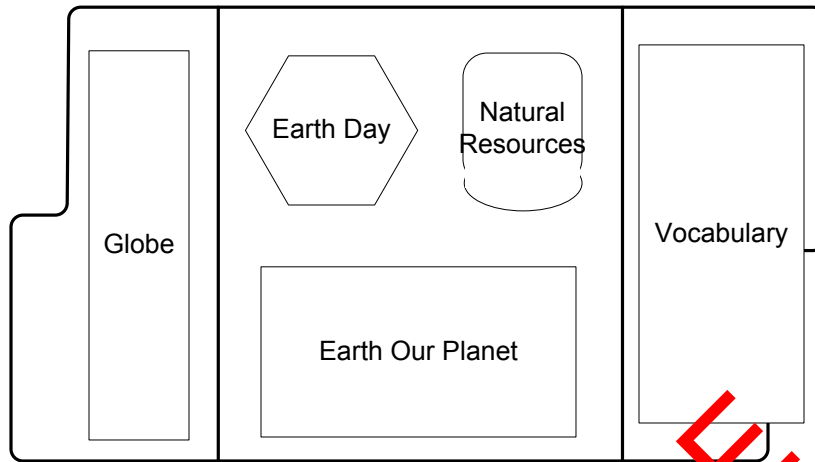 Earth Day
Natural
Resources
Globe
Vocabulary
Earth Our Planet